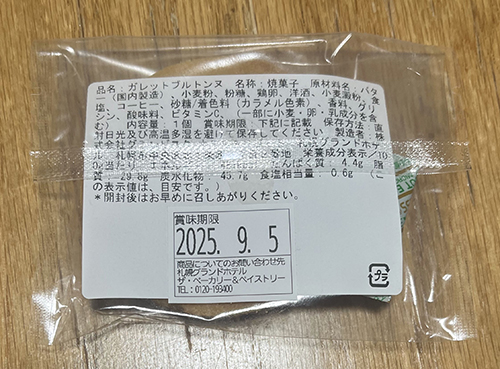 品名：ガレットブルトンヌ 名称：焼菓子 原材料名：バタ
ー(国内製造)、小麦粉、粉糖、鶏卵、洋酒、小麦澱粉、食
塩、コーヒー、砂糖/着色料(カラメル色素)、香料、グリ
シン、酸味料、ビタミンC、(一部に小麦・卵・乳成分を含
む) 内容量：1個 賞味期限：下記に記載 保存方法：直
射日光及び高温多湿を避けて保存してください。製造者：
式会社グ 札幌グランドホテ
ル 札幌市中央区 番地 栄養成分表示/10
たんぱく質：4.4g 脂
質：29.8g 炭水化物：45.7g 食塩相当量：0.6g (こ
の表示値は、目安です。)
*開封後はお早めに召しあがりください。
賞味期限
2025. 9. 5
商品についてのお問い合わせ先
札幌グランドホテル
ザ・ベーカリー&ペイストリー
TEL：0120-193400
プラ